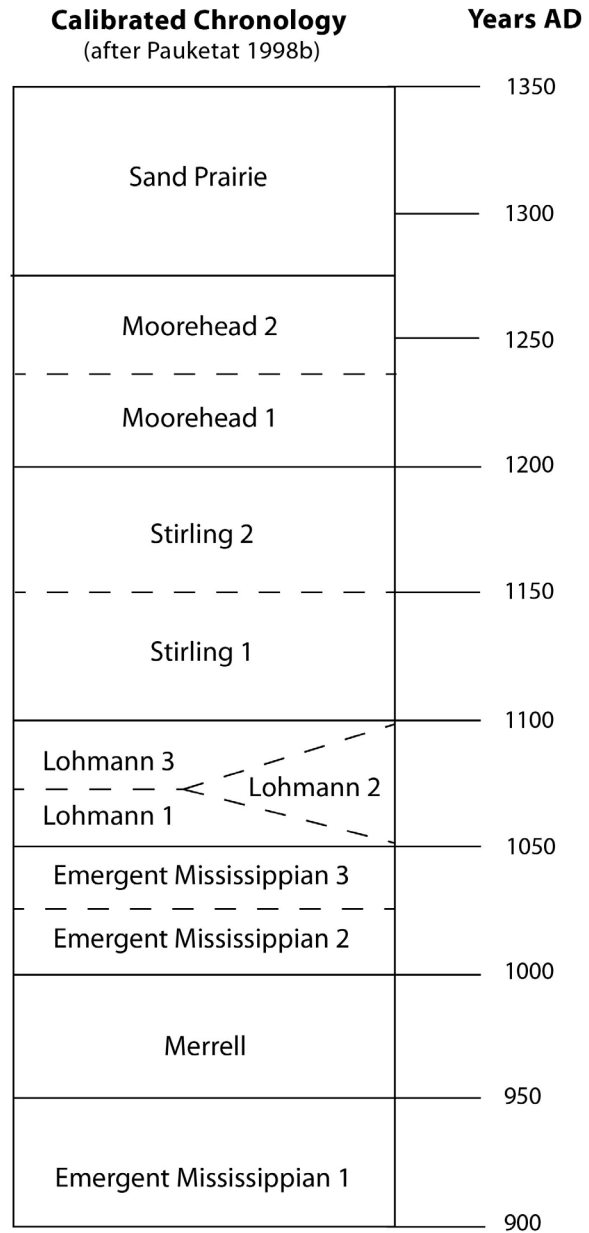 Calibrated Chronology
(after Pauketat 1998b)
Years AD
1350
Sand Prairie
1300
Moorehead 2
1250
Moorehead 1
1200
Stirling 2
1150
Stirling 1
1100
Lohmann 3
Lohmann 2
Lohmann 1
1050
Emergent Mississippian 3
Emergent Mississippian 2
1000
Merrell
950
Emergent Mississippian 1
900